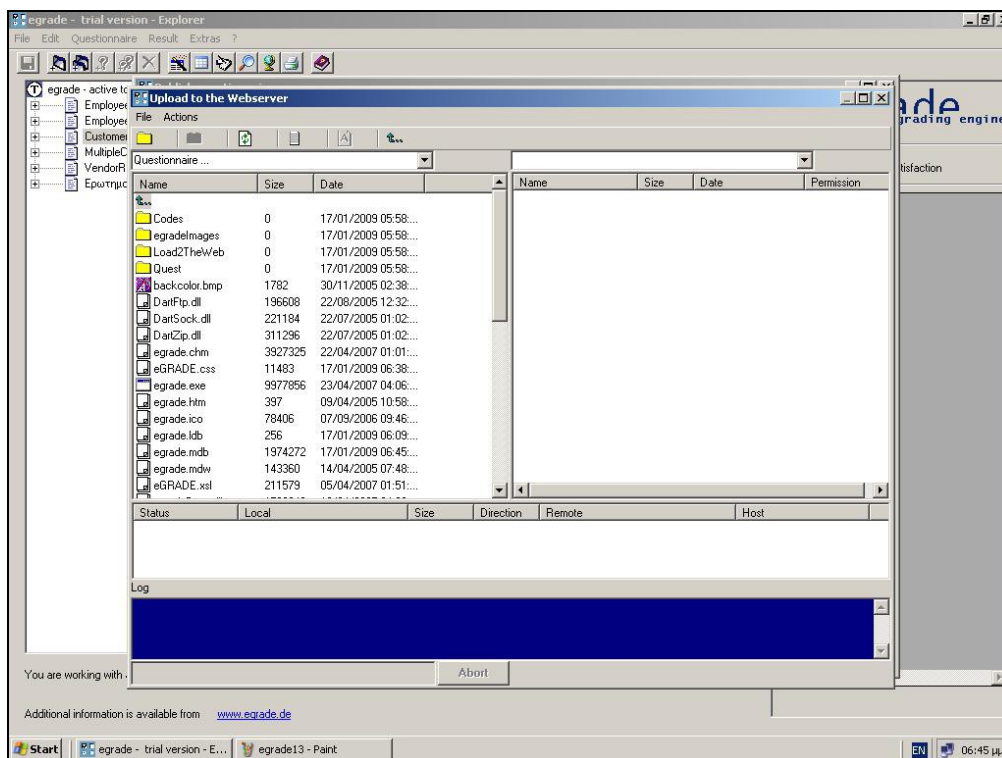 egrade - trial version - Explorer
File Edit Questionnaire Result Extras ?
egrade - active to
Employee
Employee
Customer
MultipleC
VendorR
Ερωτημα
Upload to the Webserver
File Actions
Questionnaire ...
Name Size Date
Codes 0 17/01/2009 05:58:...
egradeImages 0 17/01/2009 05:58:...
Load2TheWeb 0 17/01/2009 05:58:...
Quest 0 17/01/2009 05:58:...
backcolor.bmp 1782 30/11/2005 02:38:...
DartFtp.dll 196608 22/08/2005 12:32:...
DartSock.dll 221184 22/07/2005 01:02:...
DartZip.dll 311296 22/07/2005 01:02:...
egrade.chm 3927325 22/04/2007 01:01:...
eGRADE.css 11483 17/01/2009 06:38:...
egrade.exe 9977856 23/04/2007 04:06:...
egrade.htm 397 09/04/2005 10:58:...
egrade.ico 78406 07/09/2006 09:46:...
egrade.ldb 256 17/01/2009 06:09:...
egrade.mdb 1974272 17/01/2009 06:45:...
egrade.mdw 143360 14/04/2005 07:48:...
eGRADE.xsl 211579 05/04/2007 01:51:...
Name Size Date Permission
ade
grading engine
tisfaction
Status Local Size Direction Remote Host
Log
Abort
You are working with
Additional information is available from www.egrade.de
Start egrade - trial version - E... egrade13 - Paint EN 06:45 μμ